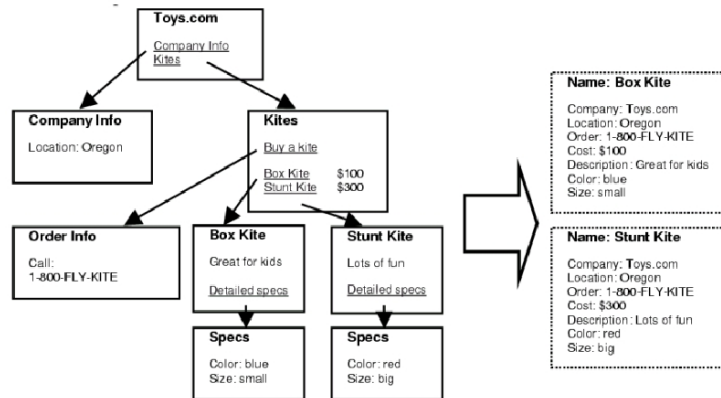 Toys.com
Company Info
Kites
Company Info
Location: Oregon
Kites
Buy a kite
Box Kite $100
Stunt Kite $300
Order Info
Call:
1-800-FLY-KITE
Box Kite
Great for kids
Detailed specs
Stunt Kite
Lots of fun
Detailed specs
Specs
Color: blue
Size: small
Specs
Color: red
Size: big
Name: Box Kite
Company: Toys.com
Location: Oregon
Order: 1-800-FLY-KITE
Cost: $100
Description: Great for kids
Color: blue
Size: small
Name: Stunt Kite
Company: Toys.com
Location: Oregon
Order: 1-800-FLY-KITE
Cost: $300
Description: Lots of fun
Color: red
Size: big